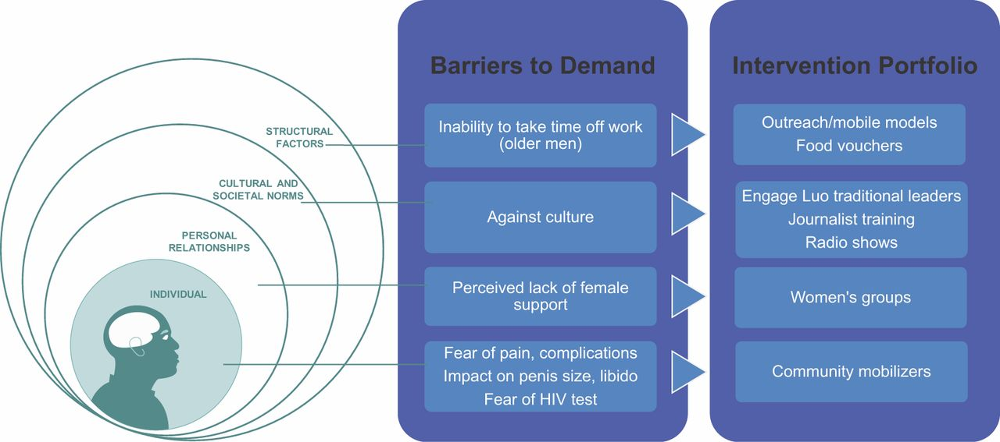 STRUCTURAL
FACTORS
CULTURAL AND
SOCIETAL NORMS
PERSONAL
RELATIONSHIPS
INDIVIDUAL
Barriers to Demand
Inability to take time off work
(older men)
Against culture
Perceived lack of female
support
Fear of pain, complications
Impact on penis size, libido
Fear of HIV test
Intervention Portfolio
Outreach/mobile models
Food vouchers
Engage Luo traditional leaders
Journalist training
Radio shows
Women's groups
Community mobilizers